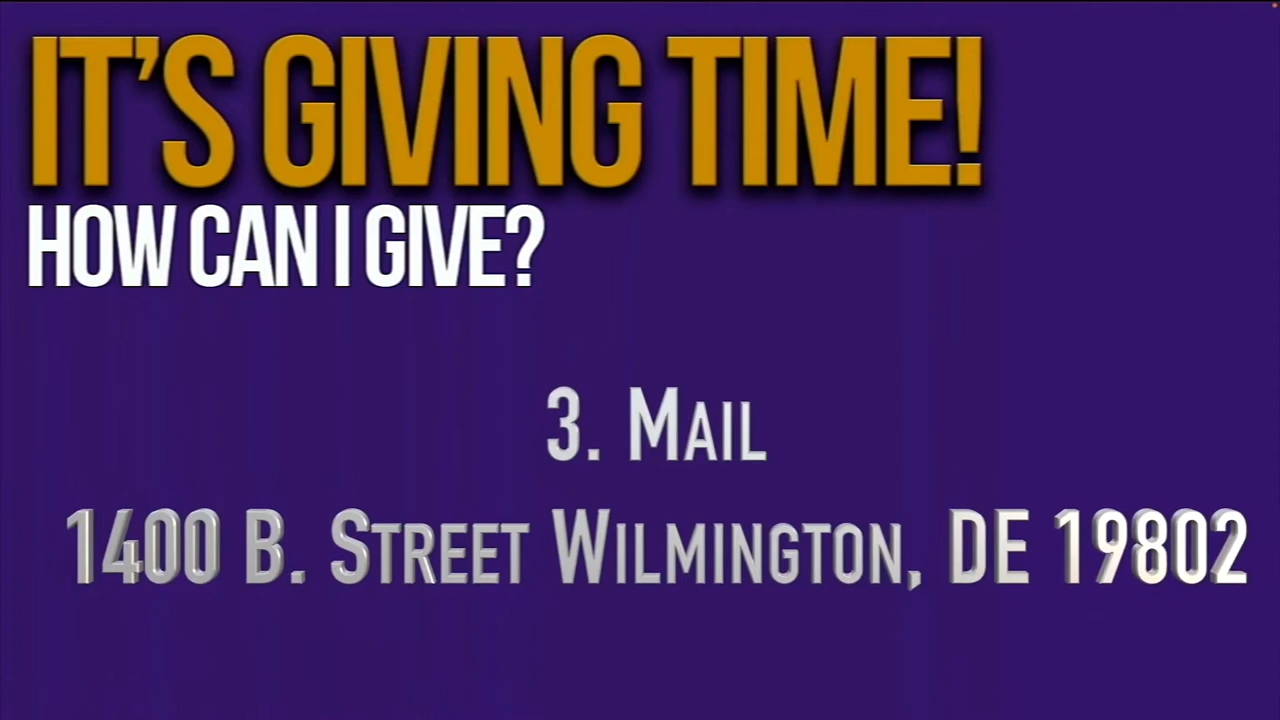 IT'S GIVING TIME!
HOW CAN I GIVE?
3. MAIL
1400 B. STREET WILMINGTON, DE 19802